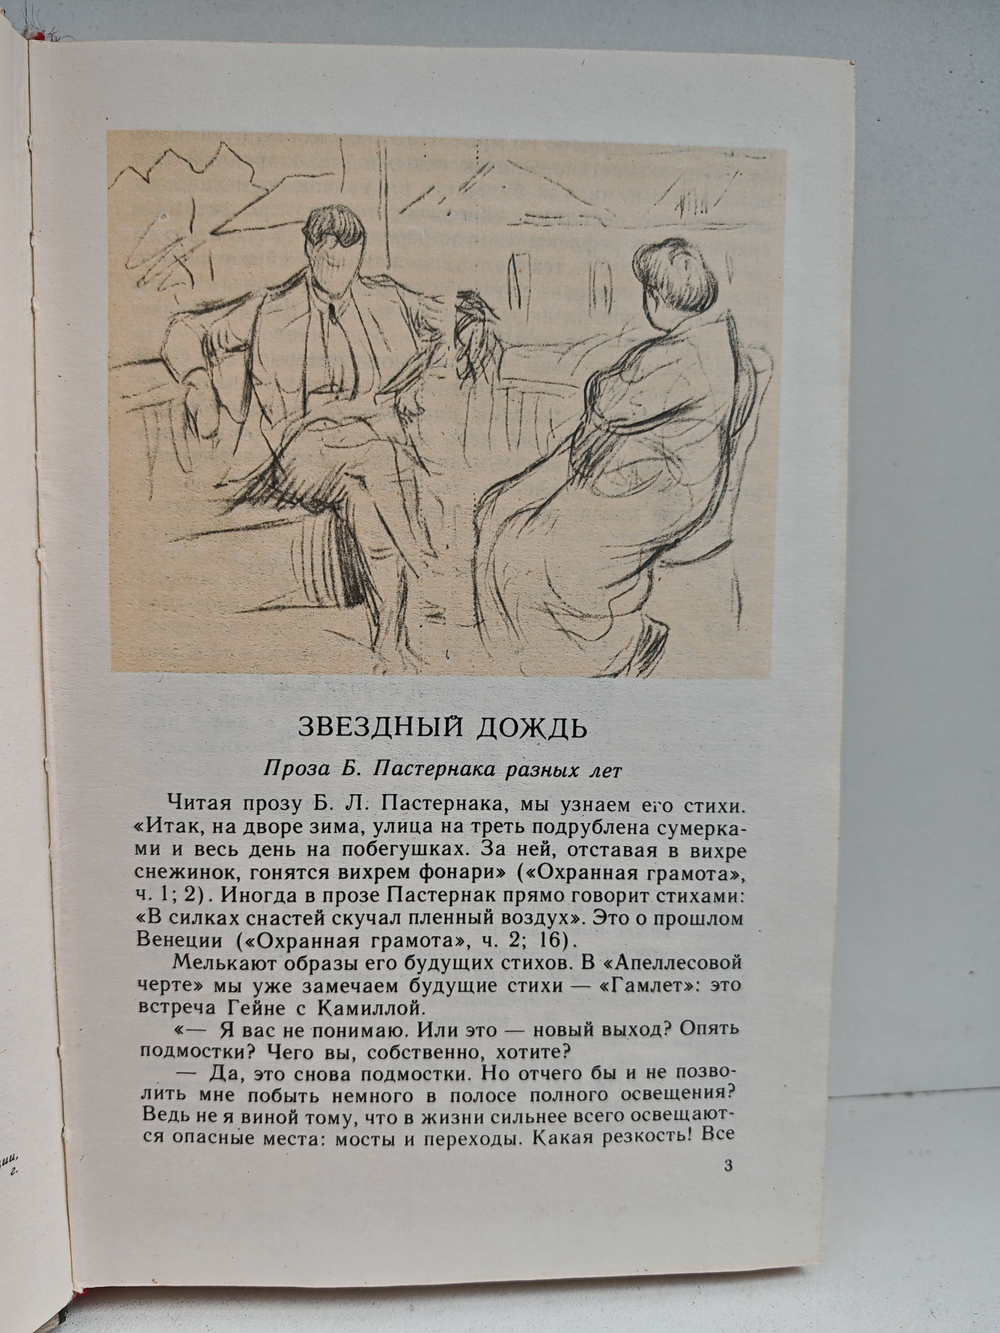 ЗВЕЗДНЫЙ ДОЖДЬ
Проза Б. Пастернака разных лет
Читая прозу Б. Л. Пастернака, мы узнаем его стихи.
«Итак, на дворе зима, улица на треть подрублена сумерка-
ми и весь день на побегушках. За ней, отставая в вихре
снежинок, гонятся вихрем фонари» («Охранная грамота»,
ч. 1; 2). Иногда в прозе Пастернак прямо говорит стихами:
«В силках снастей скучал пленный воздух». Это о прошлом
Венеции («Охранная грамота», ч. 2; 16).
Мелькают образы его будущих стихов. В «Апеллесовой
черте» мы уже замечаем будущие стихи — «Гамлет»: это
встреча Гейне с Камиллой.
«— Я вас не понимаю. Или это — новый выход? Опять
подмостки? Чего вы, собственно, хотите?
— Да, это снова подмостки. Но отчего бы и не позво-
лить мне побыть немного в полосе полного освещения?
Ведь не я виной тому, что в жизни сильнее всего освещают-
ся опасные места: мосты и переходы. Какая резкость! Все
3
г.